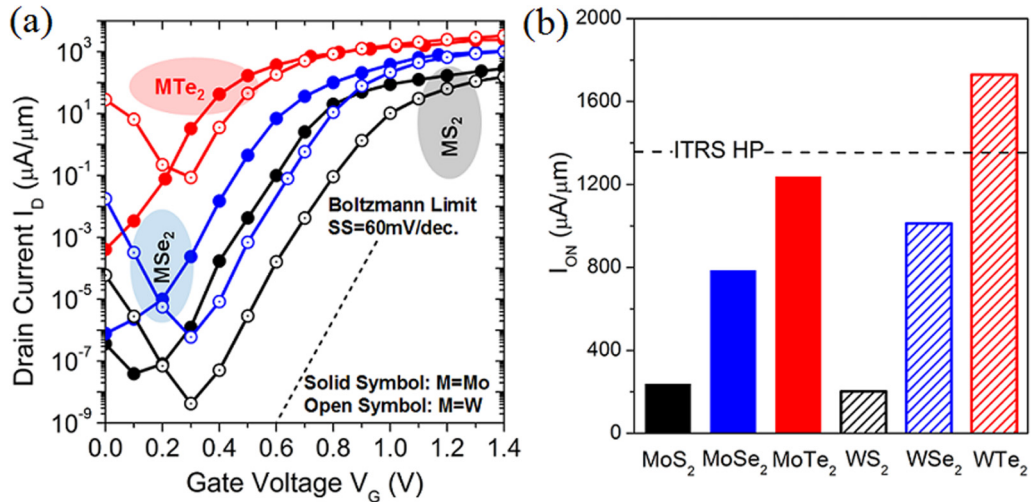 (a)
Drain Current I_D (μA/μm)
10^3
10^1
10^-1
10^-3
10^-5
10^-7
10^-9
MTe₂
MSe₂
MS₂
Boltzmann Limit
SS=60mV/dec.
Solid Symbol: M=Mo
Open Symbol: M=W
0.0 0.2 0.4 0.6 0.8 1.0 1.2 1.4
Gate Voltage V_G (V)
(b)
I_ON (μA/μm)
2000
1600
1200
800
400
0
ITRS HP
MoS₂ MoSe₂ MoTe₂ WS₂ WSe₂ WTe₂